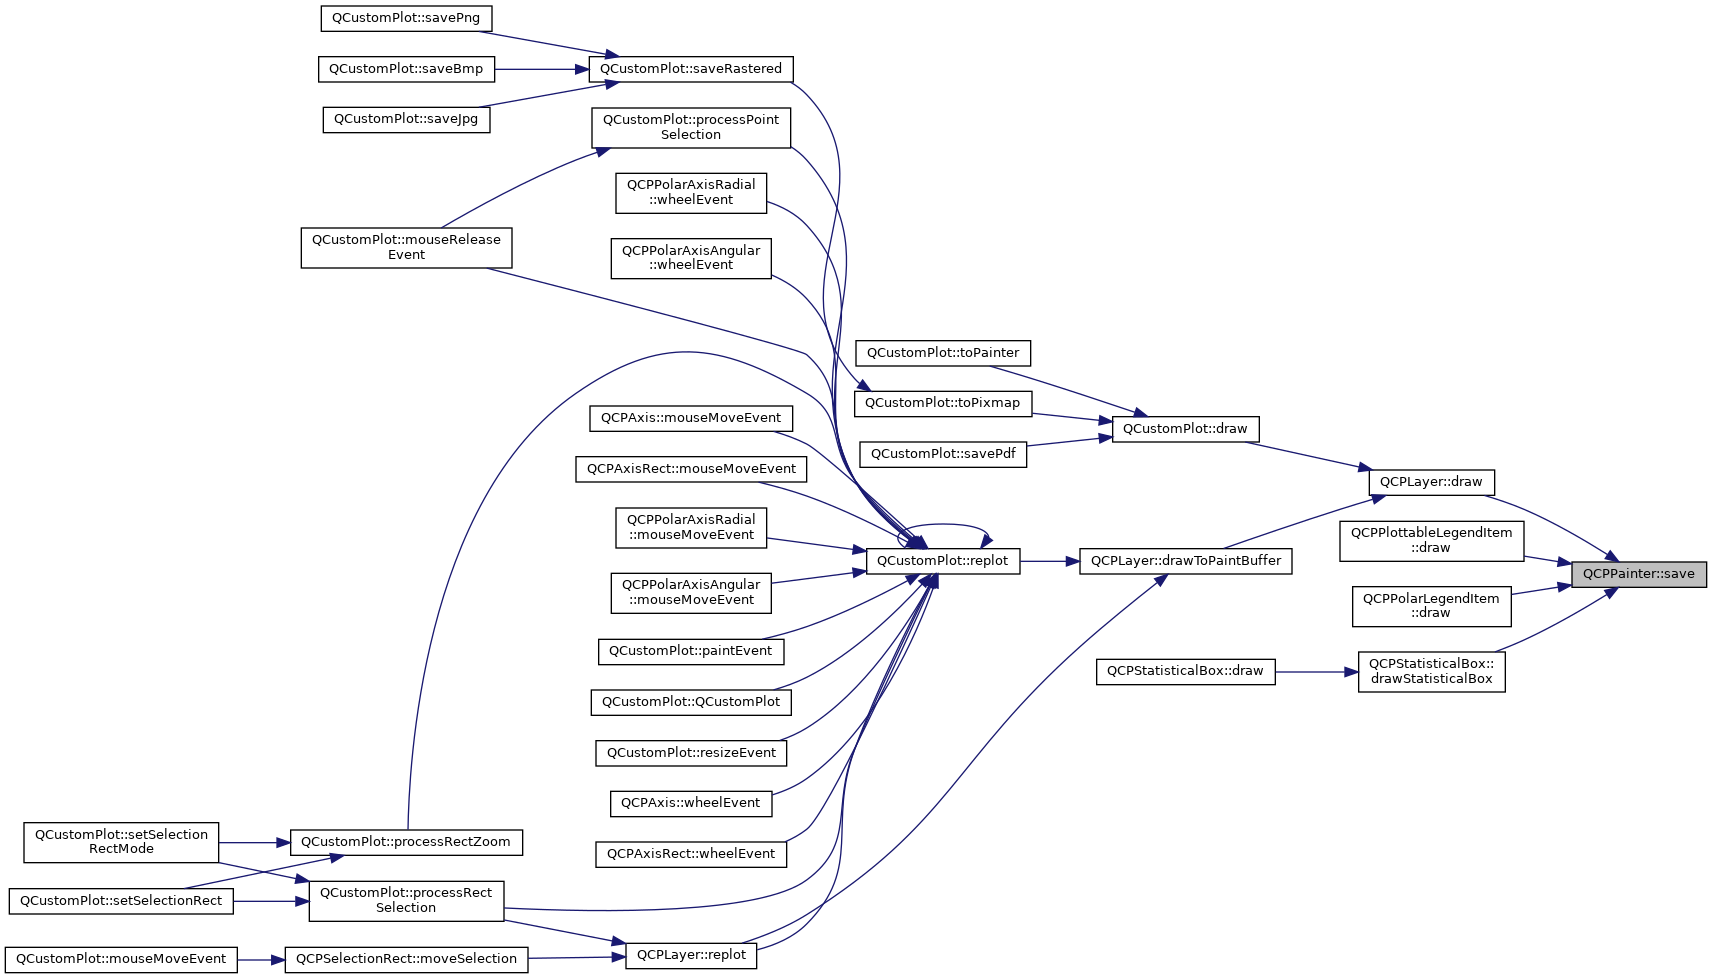 QCustomPlot::savePng
QCustomPlot::saveRastered
QCustomPlot::saveBmp
QCustomPlot::saveJpg
QCustomPlot::processPoint
Selection
QCPPolarAxisRadial
::wheelEvent
QCustomPlot::mouseRelease
Event
QCPPolarAxisAngular
::wheelEvent
QCustomPlot::toPainter
QCustomPlot::toPixmap
QCustomPlot::draw
QCustomPlot::savePdf
QCPAxis::mouseMoveEvent
QCPAxisRect::mouseMoveEvent
QCPLayer::draw
QCPPolarAxisRadial
::mouseMoveEvent
QCPPlottableLegendItem
::draw
QCustomPlot::replot
QCPLayer::drawToPaintBuffer
QCPPainter::save
QCPPolarAxisAngular
::mouseMoveEvent
QCPPolarLegendItem
::draw
QCustomPlot::paintEvent
QCPStatisticalBox::draw
QCPStatisticalBox::
drawStatisticalBox
QCustomPlot::QCustomPlot
QCustomPlot::resizeEvent
QCPAxis::wheelEvent
QCustomPlot::setSelection
RectMode
QCustomPlot::processRectZoom
QCPAxisRect::wheelEvent
QCustomPlot::setSelectionRect
QCustomPlot::processRect
Selection
QCustomPlot::mouseMoveEvent
QCPSelectionRect::moveSelection
QCPLayer::replot